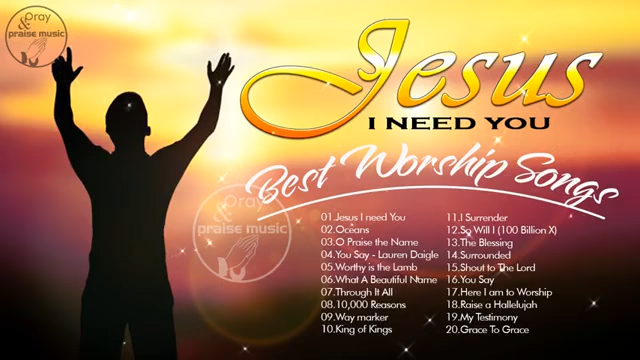 Pray
&
praise music
Jesus
I NEED YOU
Best Worship Songs
Pray
praise music
01.Jesus I need You
02.Oceans
03.O Praise the Name
04.You Say - Lauren Daigle
05.Worthy is the Lamb
06.What A Beautiful Name
07.Through It All
08.10,000 Reasons
09.Way marker
10.King of Kings
11.I Surrender
12.So Will I (100 Billion X)
13.The Blessing
14.Surrounded
15.Shout to The Lord
16.You Say
17.Here I am to Worship
18.Raise a Hallelujah
19.My Testimony
20.Grace To Grace